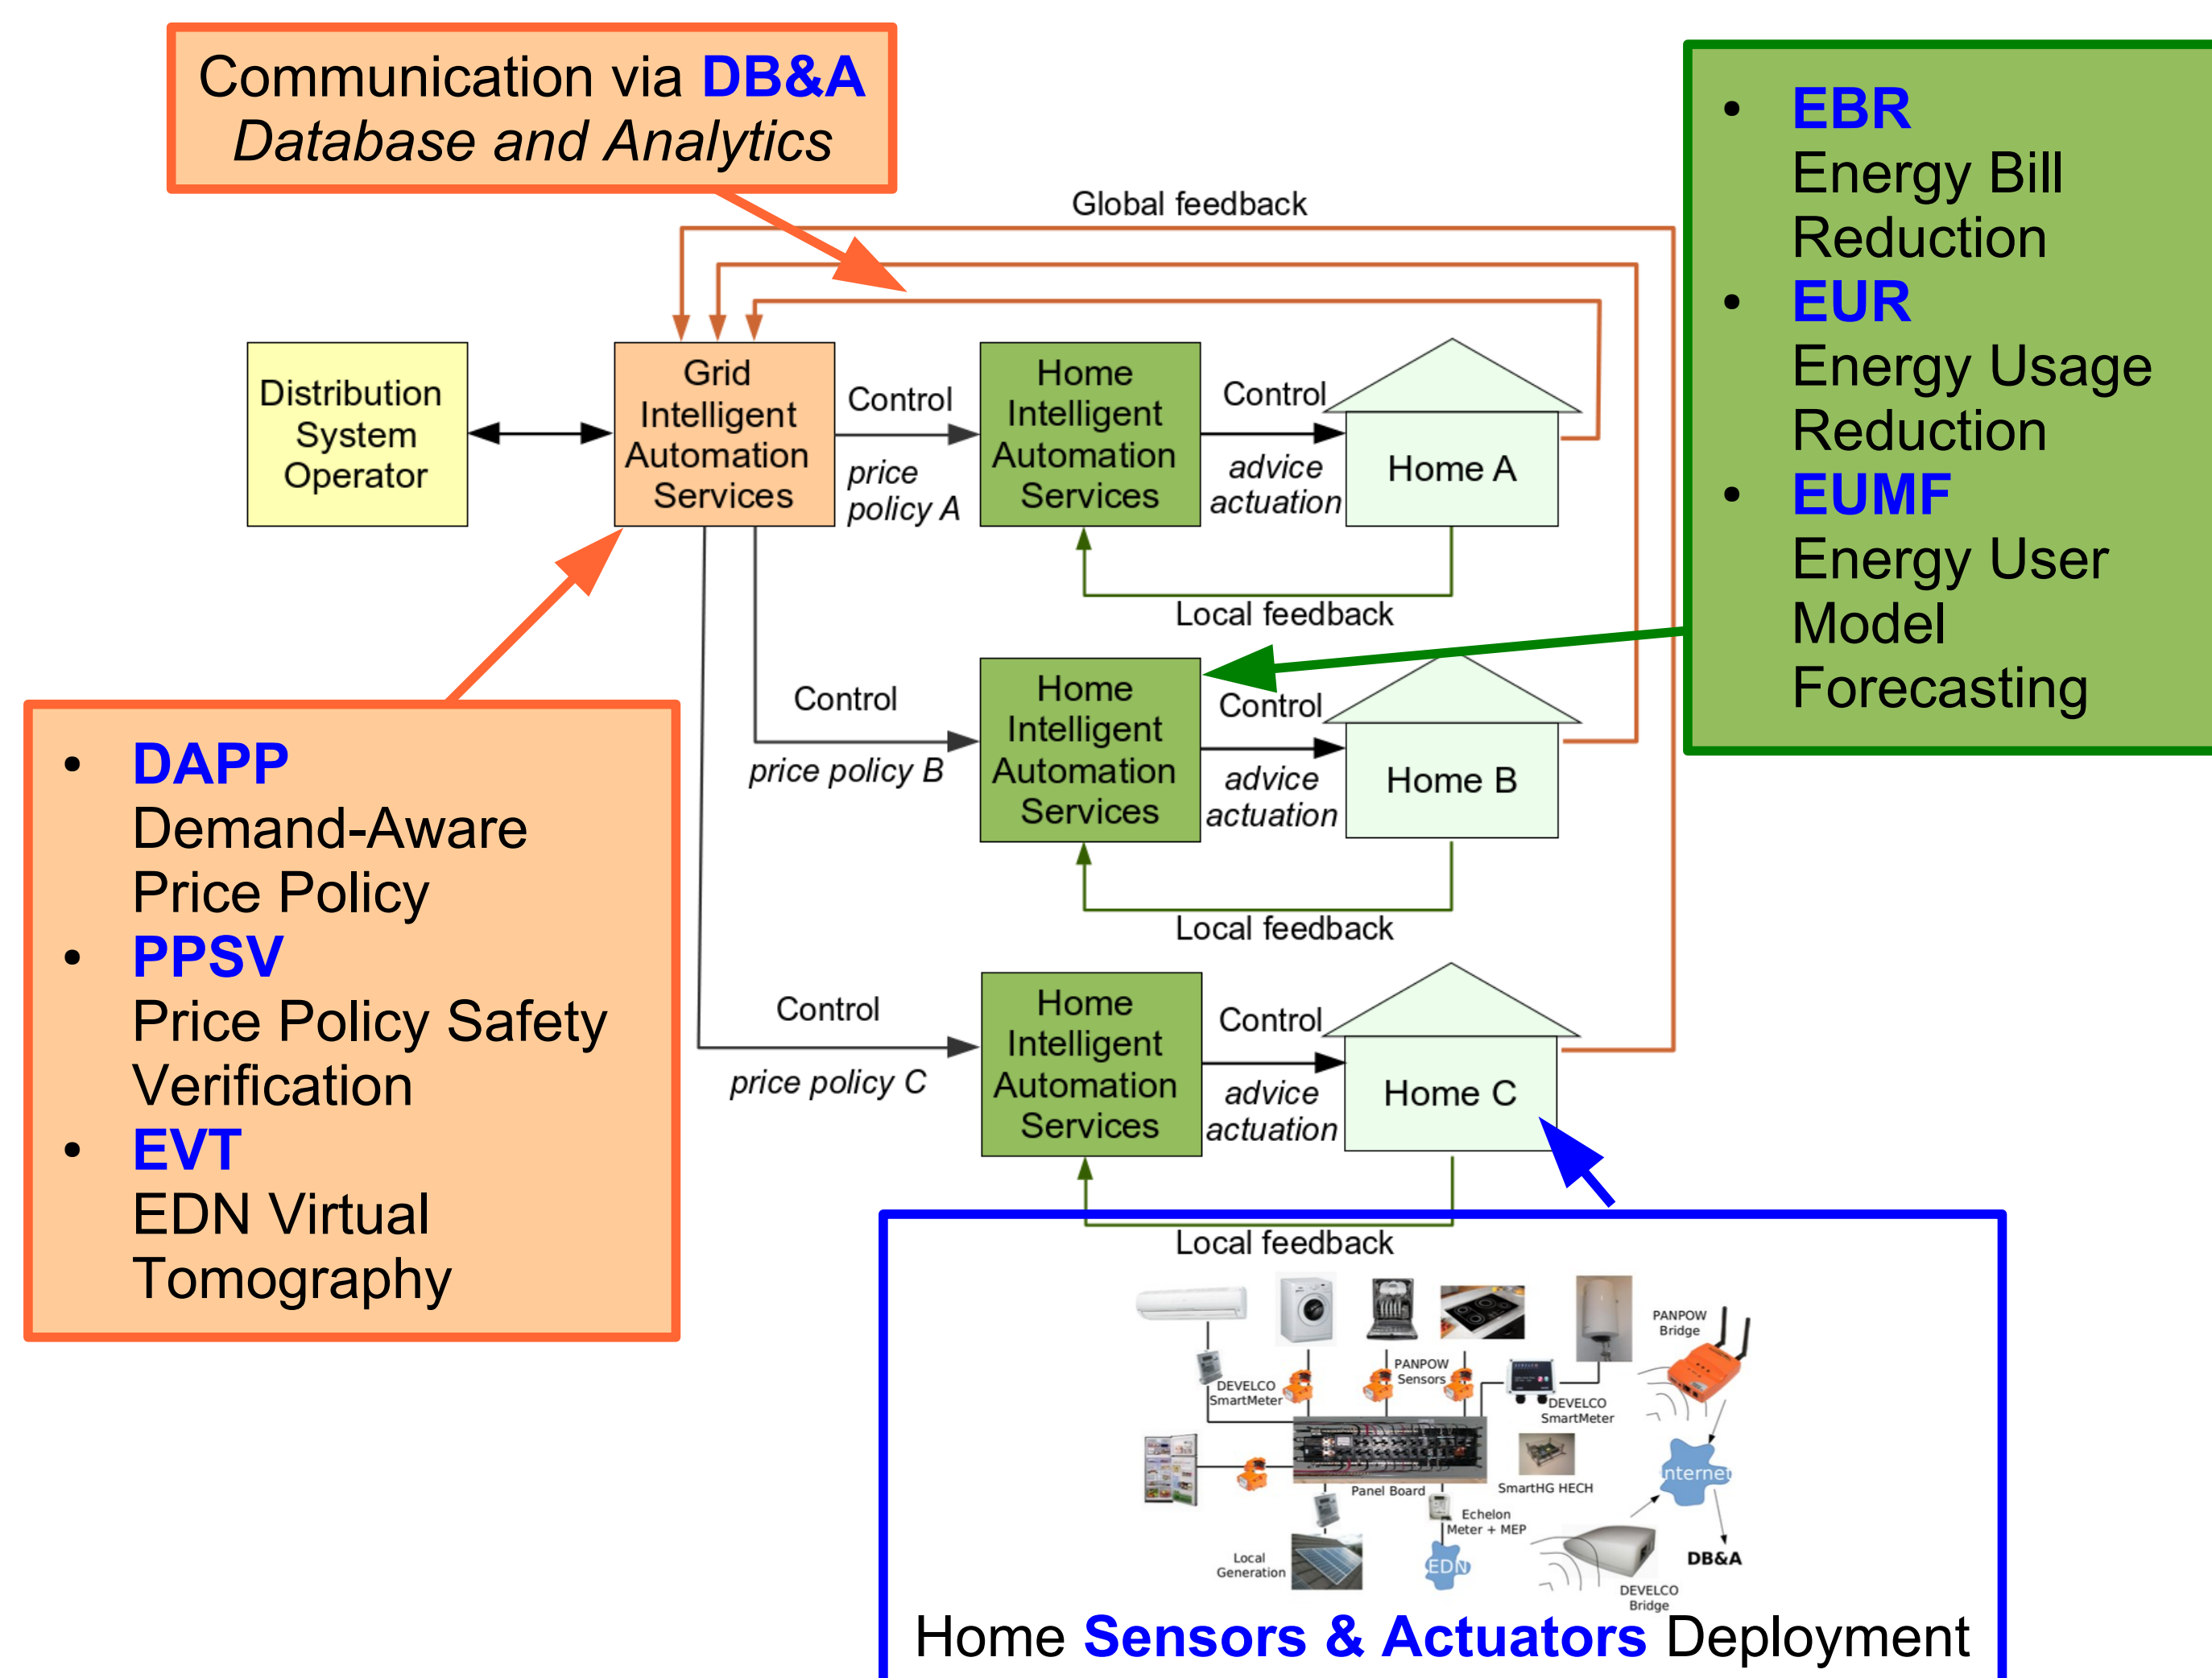 Communication via DB&A
Database and Analytics
• EBR
Energy Bill
Reduction
• EUR
Energy Usage
Reduction
• EUMF
Energy User
Model
Forecasting
Global feedback
Distribution
System
Operator
Grid
Intelligent
Automation
Services
Control
price
policy A
Home
Intelligent
Automation
Services
Control
advice
actuation
Home A
Local feedback
Control
price policy B
Home
Intelligent
Automation
Services
Control
advice
actuation
Home B
Local feedback
Control
price policy C
Home
Intelligent
Automation
Services
Control
advice
actuation
Home C
Local feedback
• DAPP
Demand-Aware
Price Policy
• PPSV
Price Policy Safety
Verification
• EVT
EDN Virtual
Tomography
PANPOW
Bridge
DEVELCO
SmartMeter
PANPOW
Sensors
DEVELCO
SmartMeter
Internet
Panel Board
SmartHG HECH
Echelon
Meter + MEP
Local
Generation
EDN
DB&A
DEVELCO
Bridge
Home Sensors & Actuators Deployment